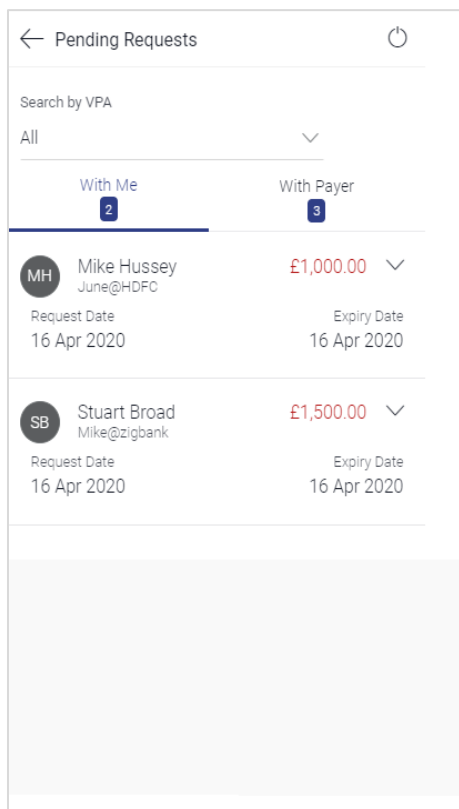 Pending Requests
Search by VPA
All
With Me
With Payer
2
3
MH
Mike Hussey
£1,000.00
June@HDFC
Request Date
Expiry Date
16 Apr 2020
16 Apr 2020
SB
Stuart Broad
£1,500.00
Mike@zigbank
Request Date
Expiry Date
16 Apr 2020
16 Apr 2020